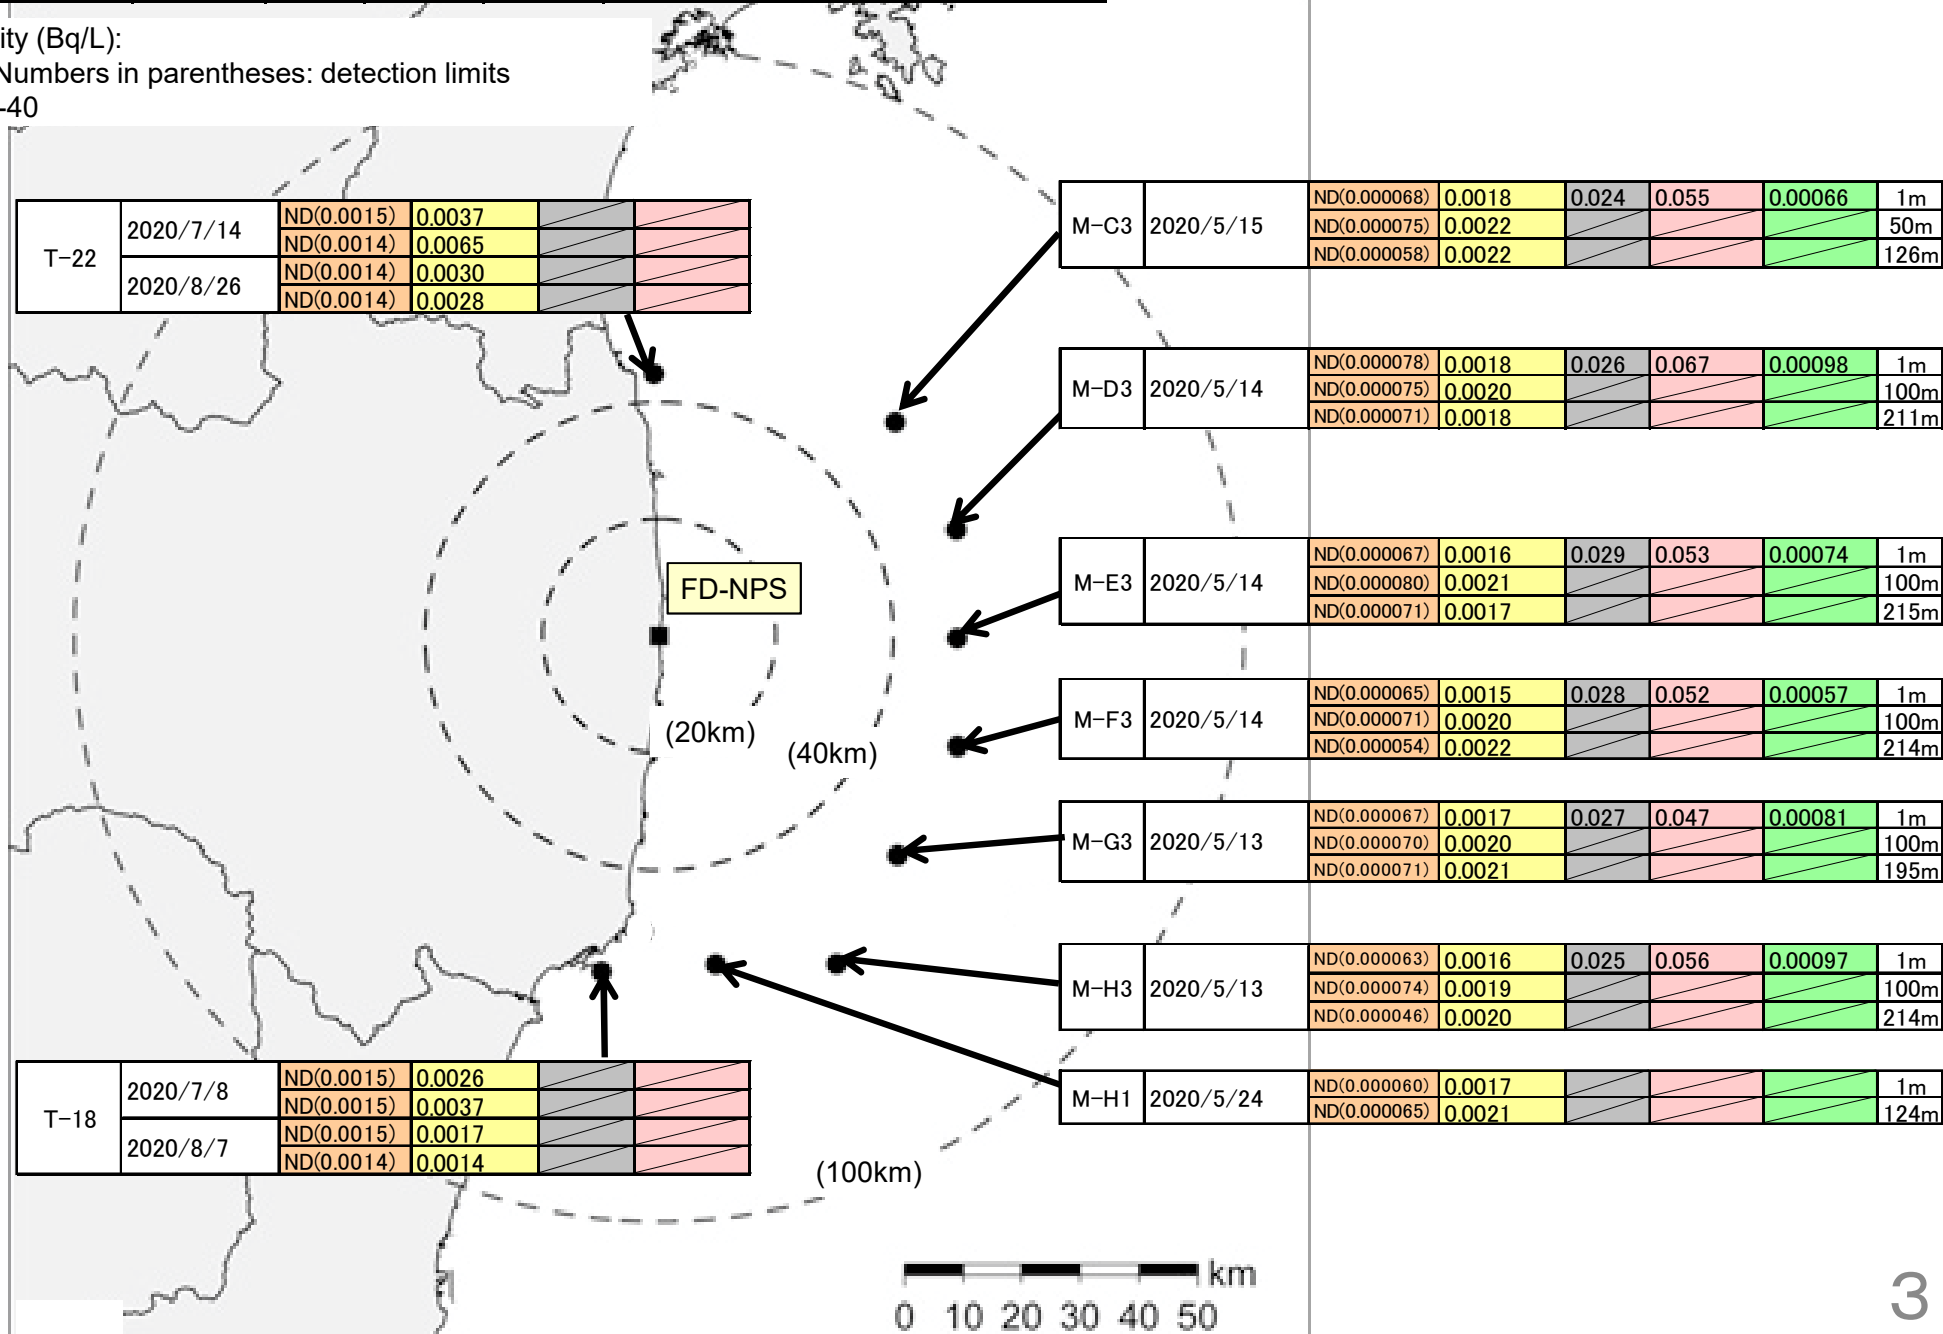 ity (Bq/L):
Numbers in parentheses: detection limits
-40
T-22 2020/7/14 ND(0.0015) 0.0037
ND(0.0014) 0.0065
2020/8/26 ND(0.0014) 0.0030
ND(0.0014) 0.0028
M-C3 2020/5/15 ND(0.000068) 0.0018 0.024 0.055 0.00066 1m
ND(0.000075) 0.0022 50m
ND(0.000058) 0.0022 126m
M-D3 2020/5/14 ND(0.000078) 0.0018 0.026 0.067 0.00098 1m
ND(0.000075) 0.0020 100m
ND(0.000071) 0.0018 211m
M-E3 2020/5/14 ND(0.000067) 0.0016 0.029 0.053 0.00074 1m
ND(0.000080) 0.0021 100m
ND(0.000071) 0.0017 215m
FD-NPS
(20km)
(40km)
M-F3 2020/5/14 ND(0.000065) 0.0015 0.028 0.052 0.00057 1m
ND(0.000071) 0.0020 100m
ND(0.000054) 0.0022 214m
M-G3 2020/5/13 ND(0.000067) 0.0017 0.027 0.047 0.00081 1m
ND(0.000070) 0.0020 100m
ND(0.000071) 0.0021 195m
M-H3 2020/5/13 ND(0.000063) 0.0016 0.025 0.056 0.00097 1m
ND(0.000074) 0.0019 100m
ND(0.000046) 0.0020 214m
M-H1 2020/5/24 ND(0.000060) 0.0017 1m
ND(0.000065) 0.0021 124m
T-18 2020/7/8 ND(0.0015) 0.0026
ND(0.0015) 0.0037
2020/8/7 ND(0.0015) 0.0017
ND(0.0014) 0.0014
(100km)
km
0 10 20 30 40 50
3